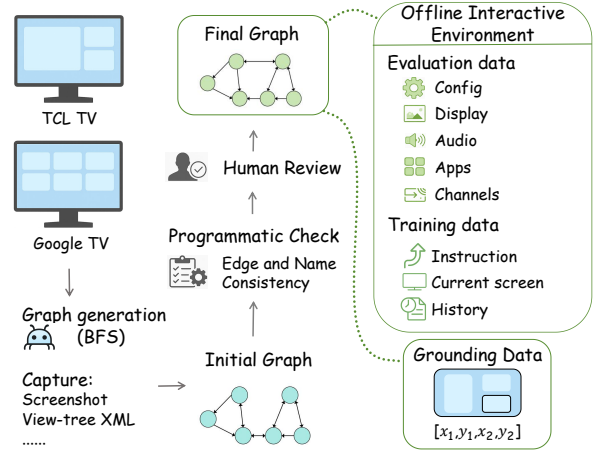 TCL TV
Google TV
Graph generation
(BFS)
Capture:
Screenshot
View-tree XML
......
Initial Graph
Programmatic Check
Edge and Name
Consistency
Human Review
Final Graph
Offline Interactive
Environment
Evaluation data
Config
Display
Audio
Apps
Channels
Training data
Instruction
Current screen
History
Grounding Data
[x₁,y₁,x₂,y₂]